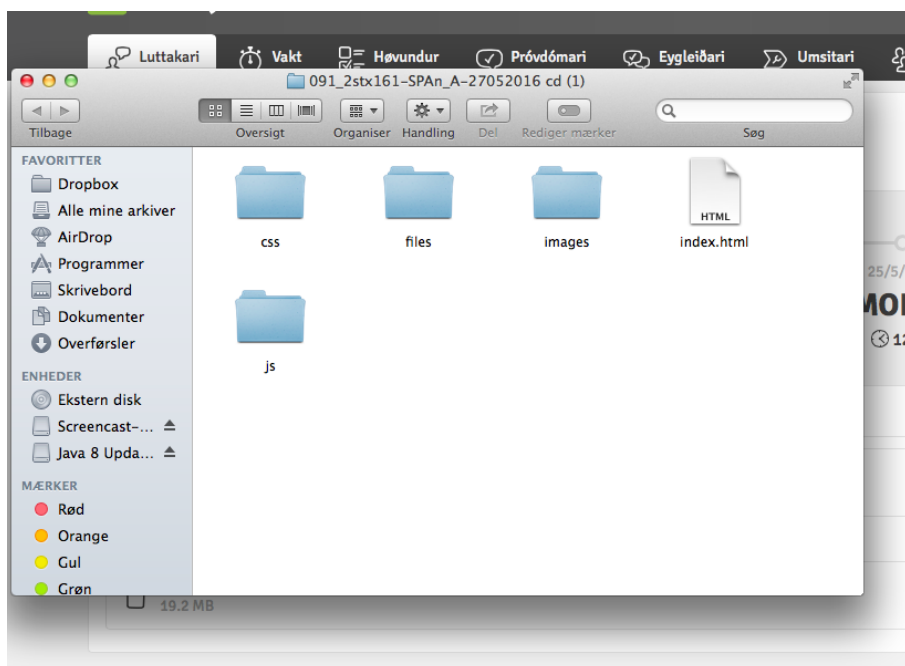 Luttakari Vakt Høvundur Próvdómari Eygleiðari Umsitari
091_2stx161-SPAn_A-27052016 cd (1)
Tilbage Oversigt Organiser Handling Del Rediger mærker Søg
FAVORITTER
Dropbox
Alle mine arkiver
AirDrop
Programmer
Skrivebord
Dokumenter
Overførsler
ENHEDER
Ekstern disk
Screencast-...
Java 8 Upda...
MÆRKER
Rød
Orange
Gul
Grøn
HTML
css files images index.html
js
25/5/
12
19.2 MB